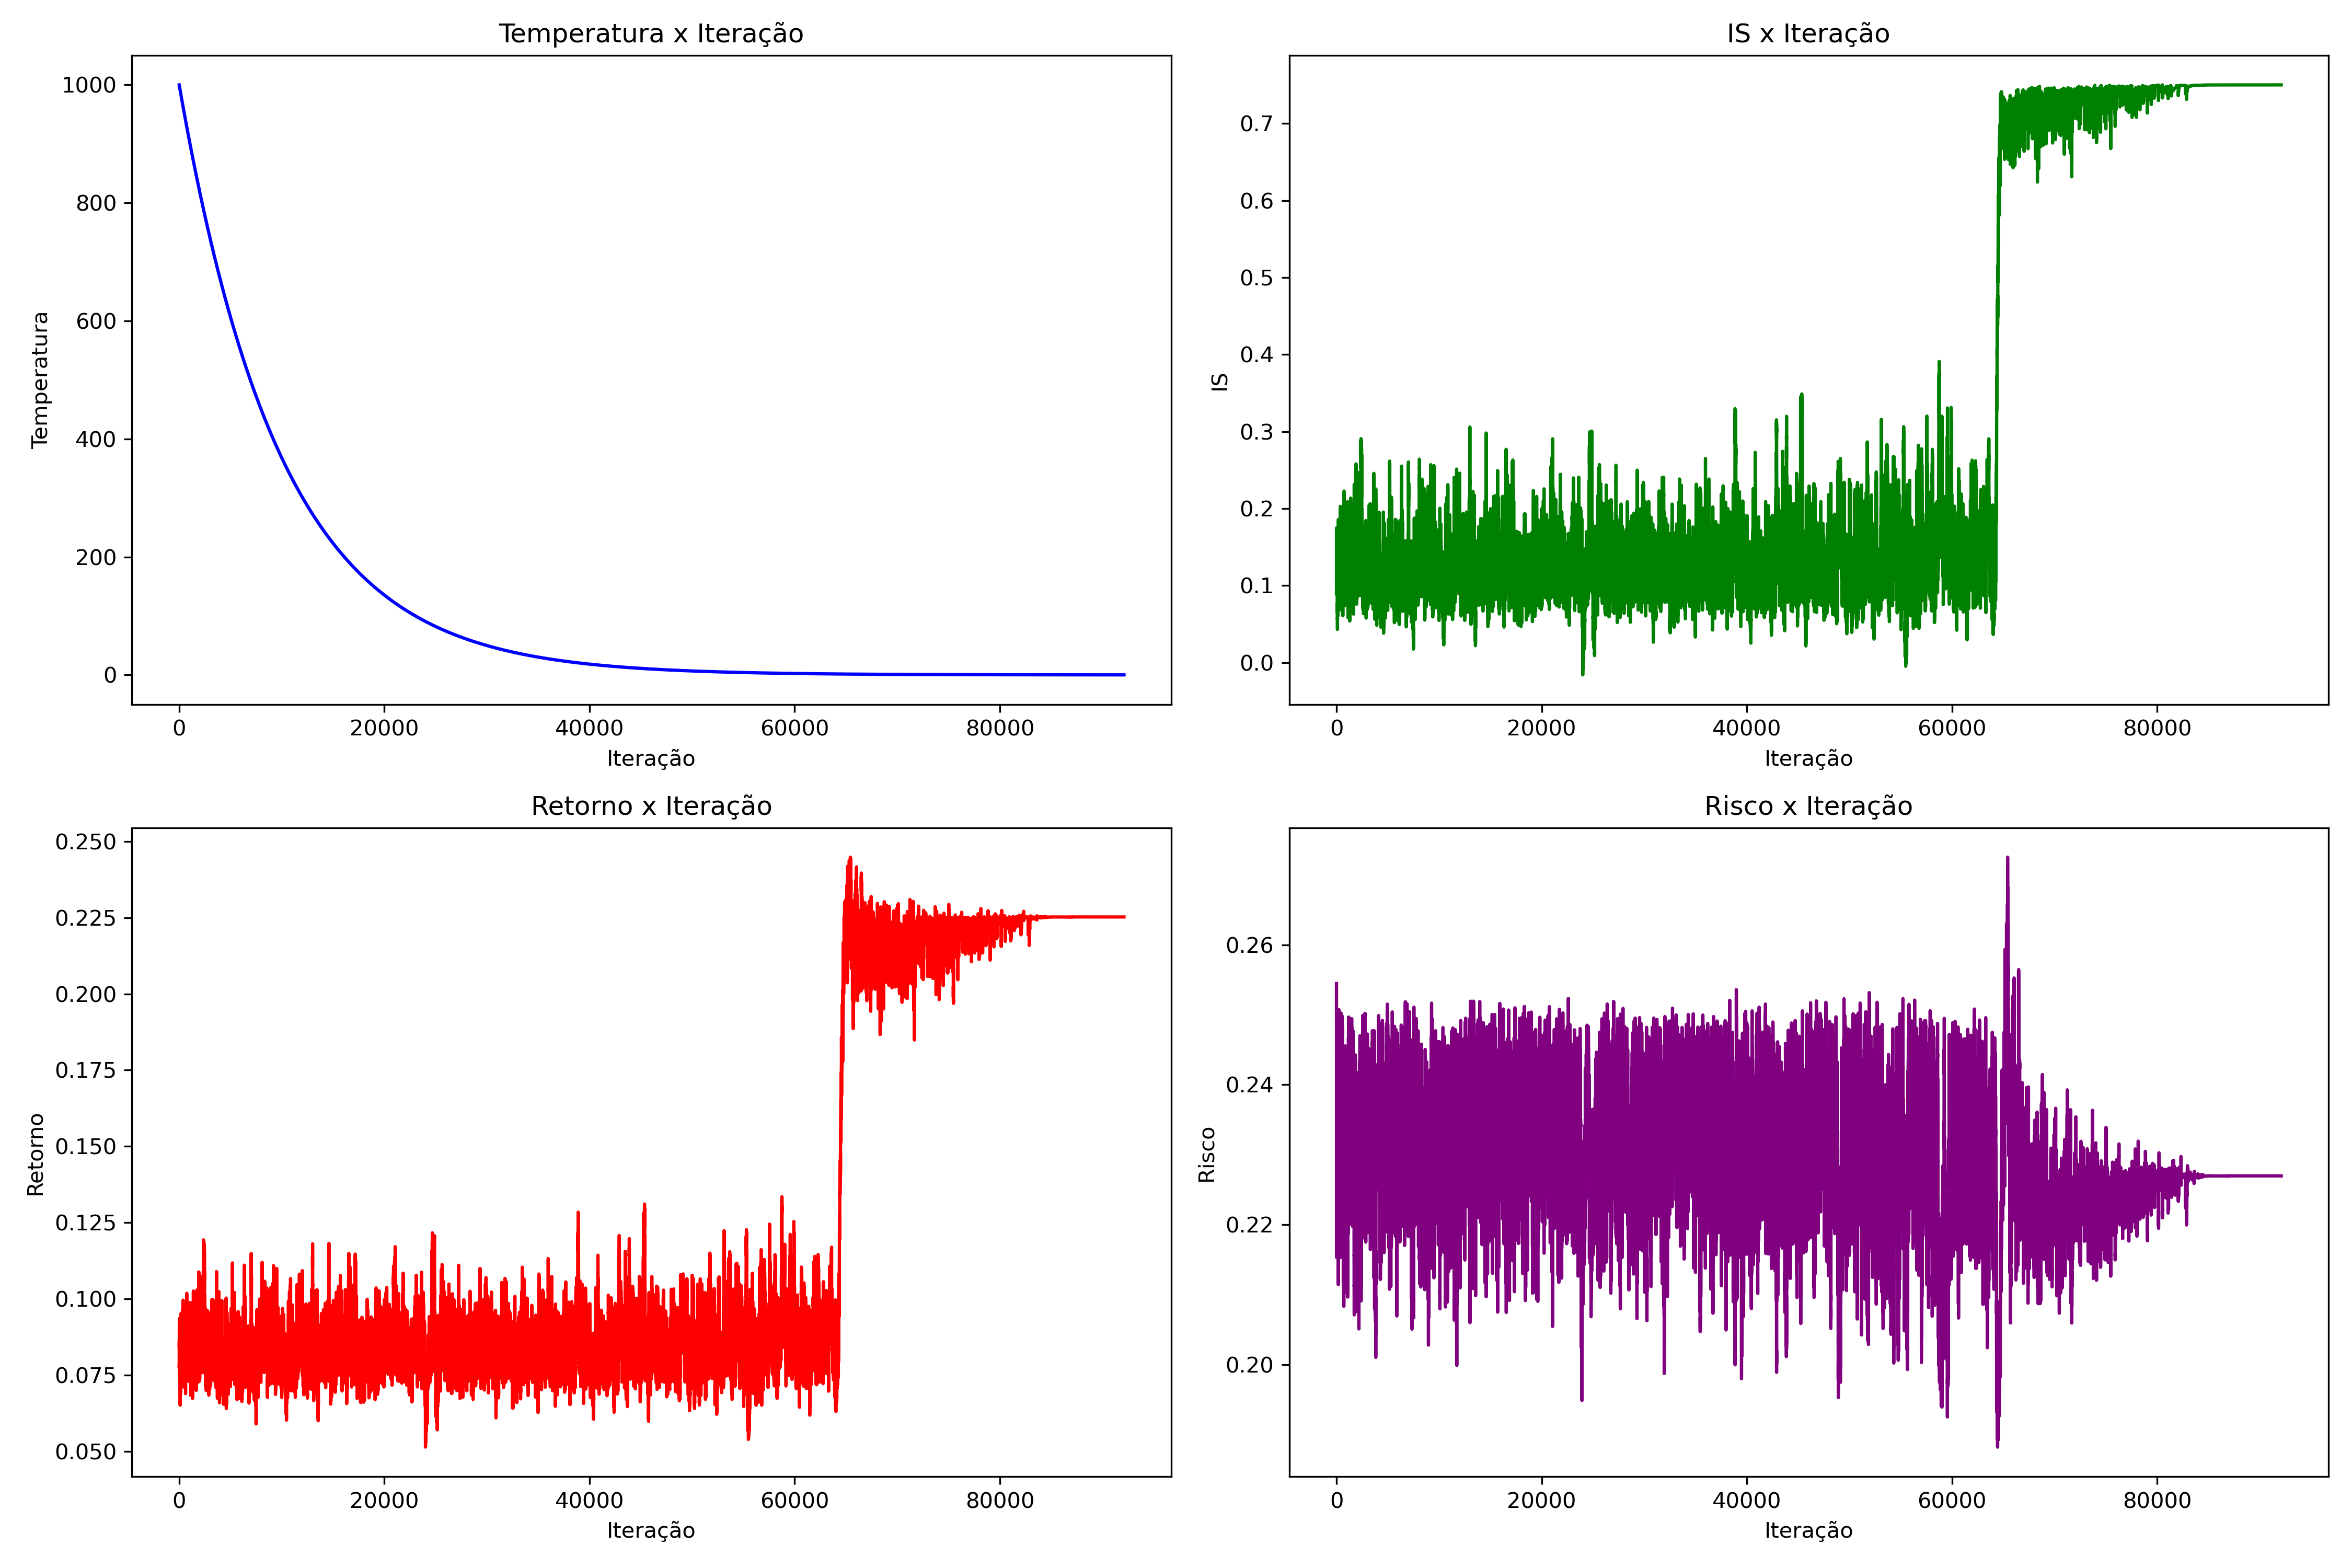 Temperatura x Iteração
1000
800
600
400
200
0
Temperatura
0 20000 40000 60000 80000
Iteração
IS x Iteração
0.7
0.6
0.5
0.4
0.3
0.2
0.1
0.0
IS
0 20000 40000 60000 80000
Iteração
Retorno x Iteração
0.250
0.225
0.200
0.175
0.150
0.125
0.100
0.075
0.050
Retorno
0 20000 40000 60000 80000
Iteração
Risco x Iteração
0.26
0.24
0.22
0.20
Risco
0 20000 40000 60000 80000
Iteração